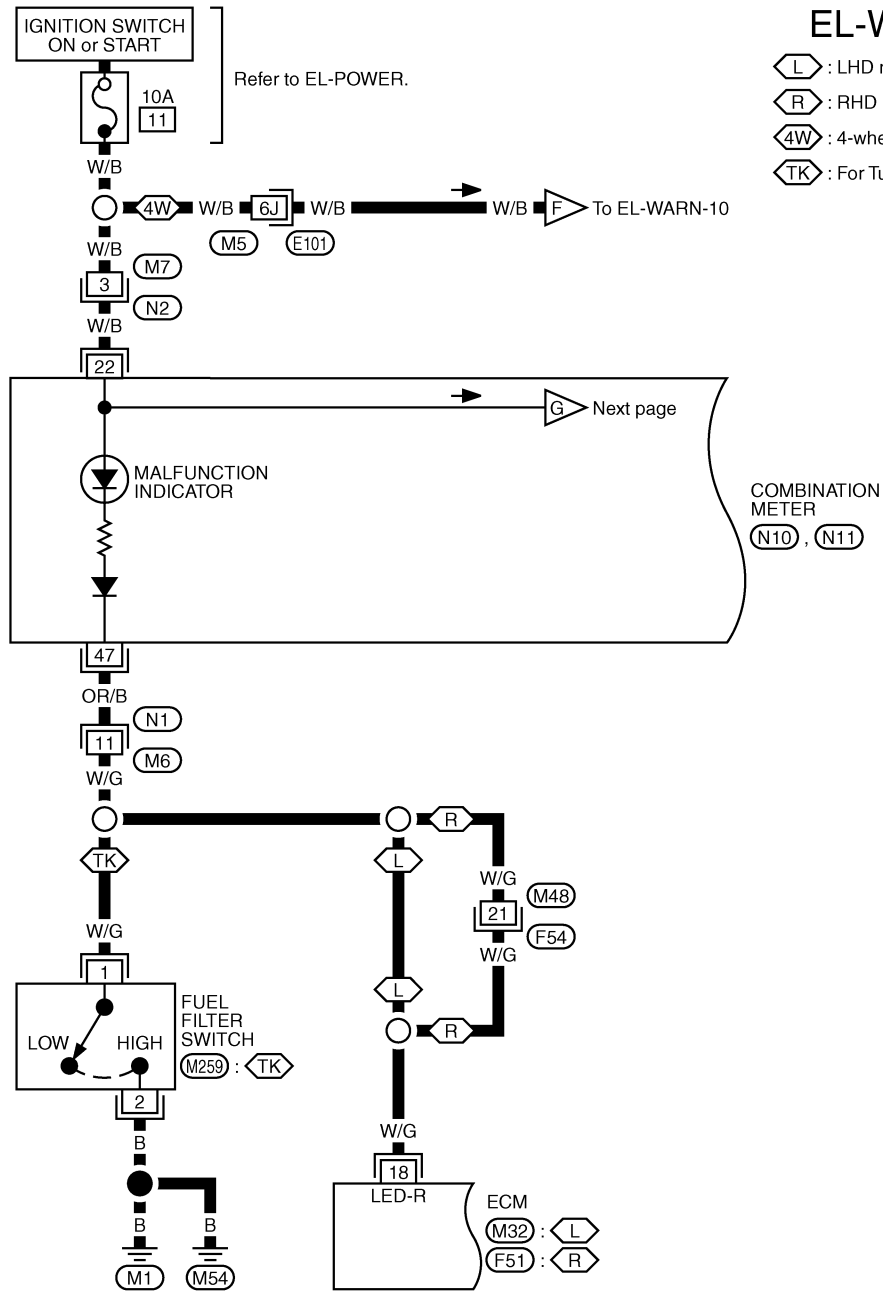 EL-W
IGNITION SWITCH
ON or START
Refer to EL-POWER.
10A
11
L : LHD
R : RHD
4W : 4-whe
TK : For Tu
W/B
4W W/B 6J W/B W/B F To EL-WARN-10
M5 E101
W/B
M7
3
N2
W/B
22
G Next page
MALFUNCTION
INDICATOR
COMBINATION
METER
N10 , N11
47
OR/B
N1
11
M6
W/G
R
TK L
W/G M48
21
F54
W/G
W/G
1
L
R
FUEL
FILTER
SWITCH
LOW HIGH
M259 : TK
2
B
W/G
18
LED-R
ECM
M32 : L
F51 : R
B B
M1 M54